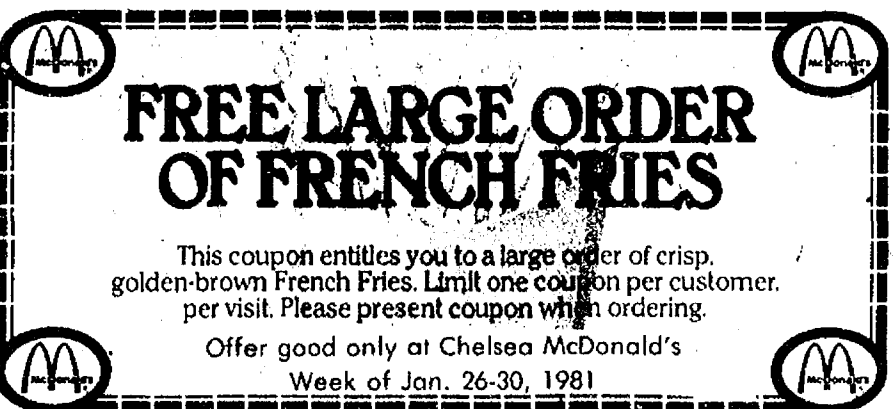 McDonald's McDonald's
FREE LARGE ORDER
OF FRENCH FRIES
This coupon entitles you to a large order of crisp.
golden-brown French Fries. Limit one coupon per customer.
per visit. Please present coupon when ordering.
Offer good only at Chelsea McDonald's
Week of Jan. 26-30, 1981
McDonald's McDonald's